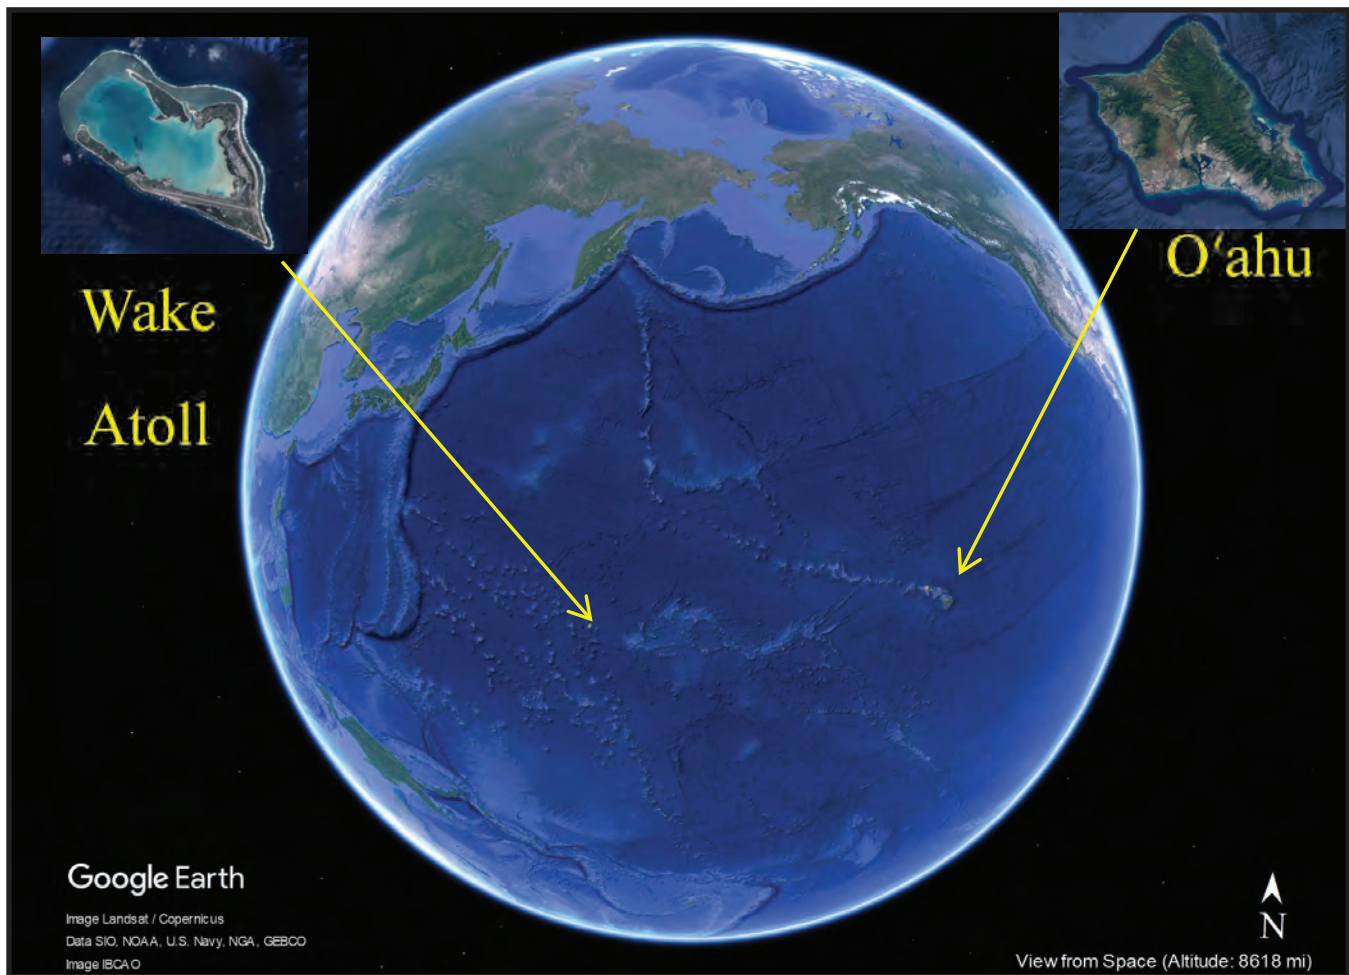 Wake
Atoll
Oʻahu
Google Earth
Image Landsat / Copernicus
Data SIO, NOAA, U.S. Navy, NGA, GEBCO
Image IBCAO
N
View from Space (Altitude: 8618 mi)